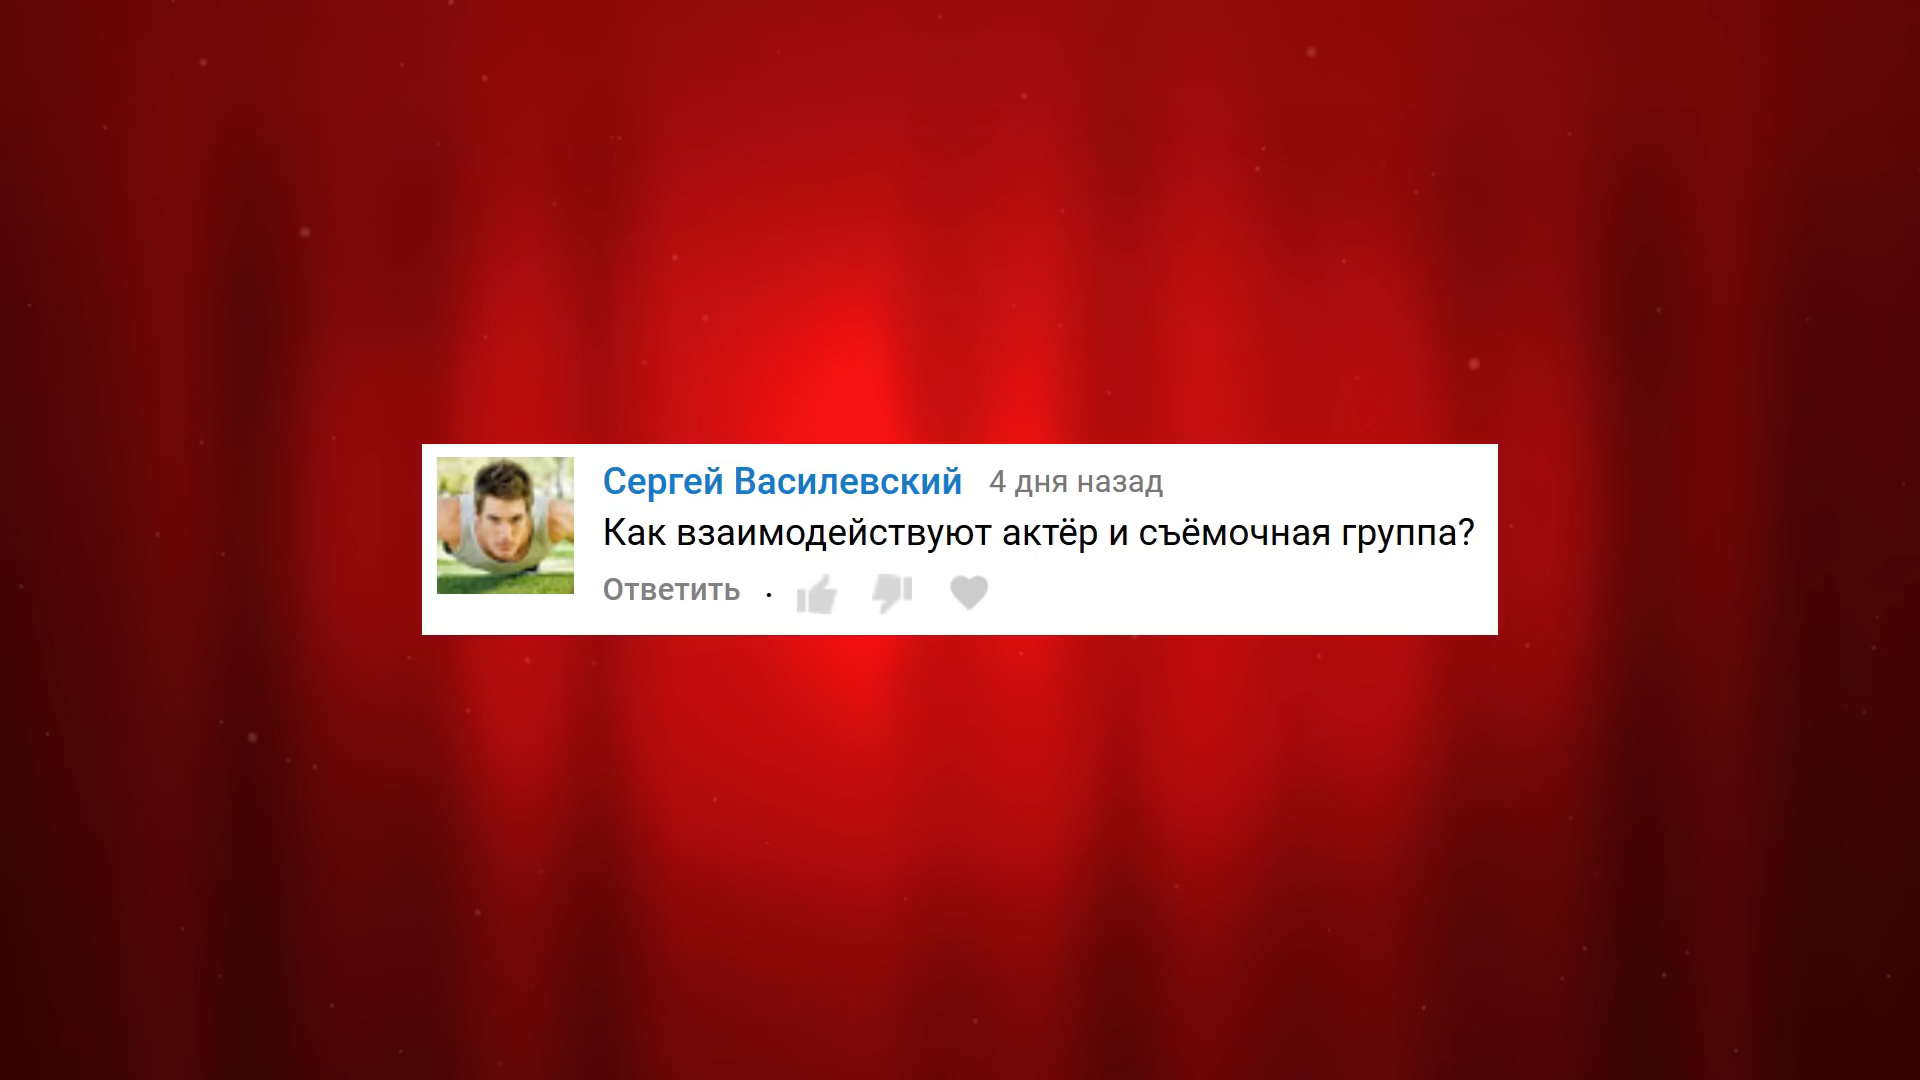 Сергей Василевский 4 дня назад
Как взаимодействуют актёр и съёмочная группа?
Ответить ·